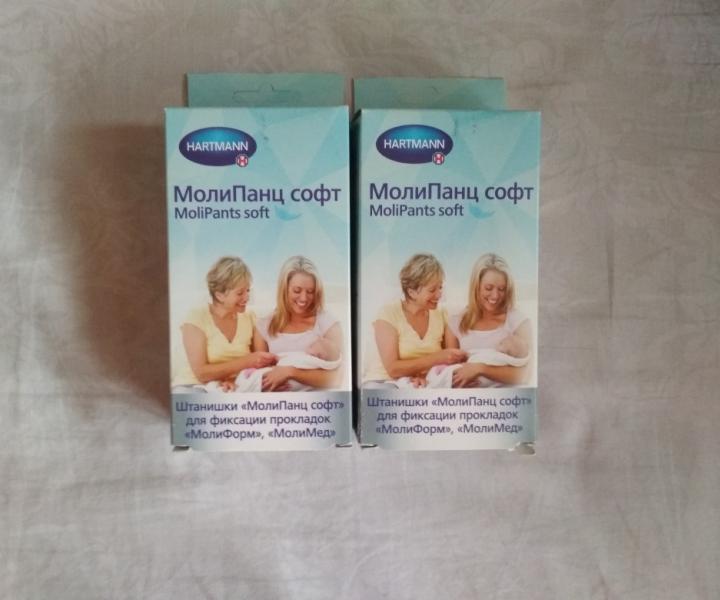 HARTMANN
МолиПанц софт
MoliPants soft
Штанишки «МолиПанц софт»
для фиксации прокладок
«МолиФорм», «МолиМед»
HARTMANN
МолиПанц софт
MoliPants soft
Штанишки «МолиПанц софт»
для фиксации прокладок
«МолиФорм», «МолиМед»